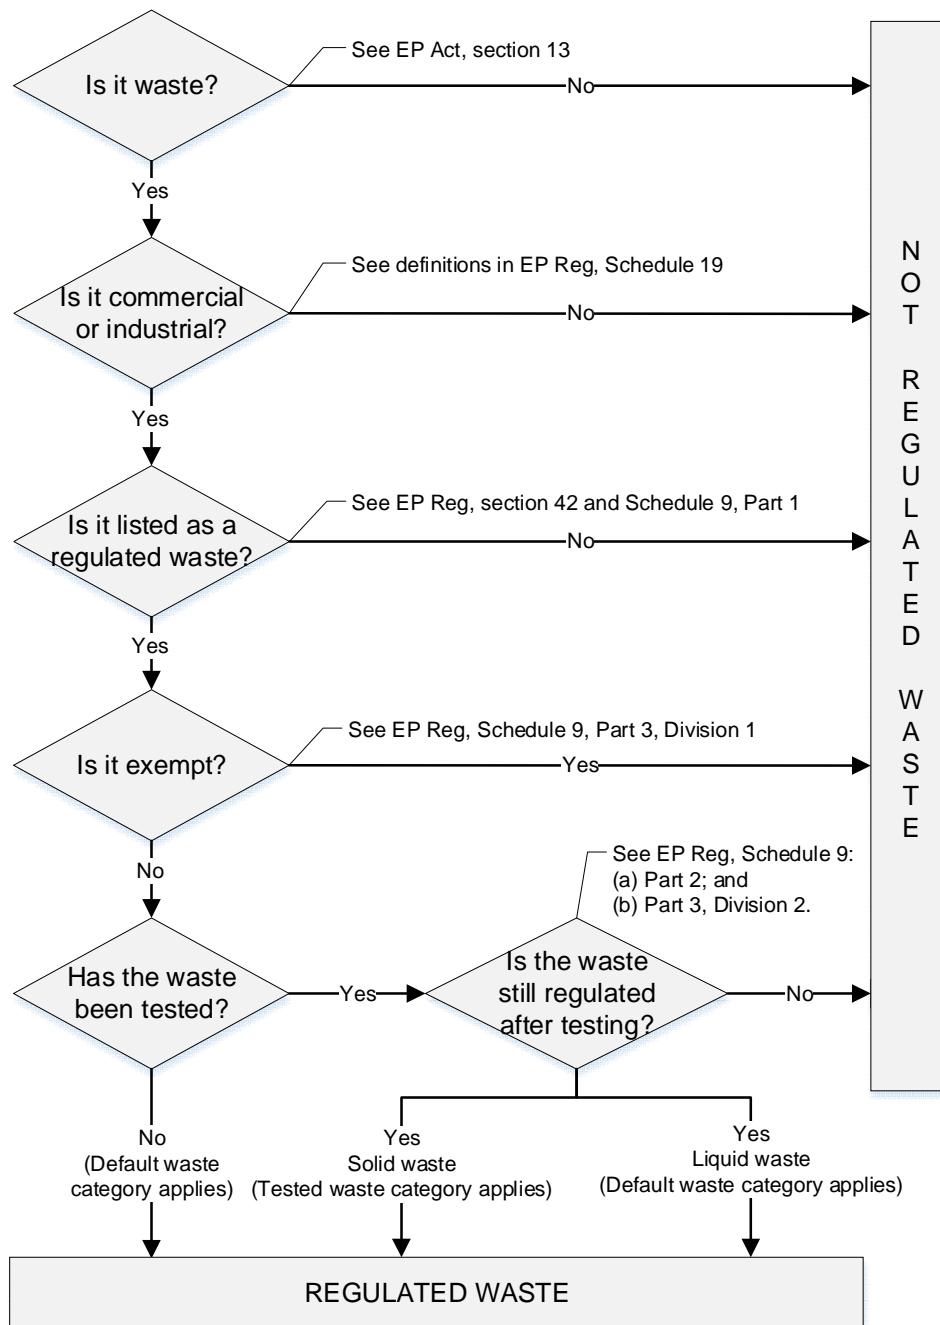 Is it waste?
See EP Act, section 13
No
Yes
Is it commercial
or industrial?
See definitions in EP Reg, Schedule 19
No
Yes
Is it listed as a
regulated waste?
See EP Reg, section 42 and Schedule 9, Part 1
No
Yes
Is it exempt?
See EP Reg, Schedule 9, Part 3, Division 1
Yes
No
Has the waste
been tested?
Yes
See EP Reg, Schedule 9:
(a) Part 2; and
(b) Part 3, Division 2.
Is the waste
still regulated
after testing?
No
No
(Default waste
category applies)
Yes
Solid waste
(Tested waste category applies)
Yes
Liquid waste
(Default waste category applies)
NOT REGULATED WASTE
REGULATED WASTE